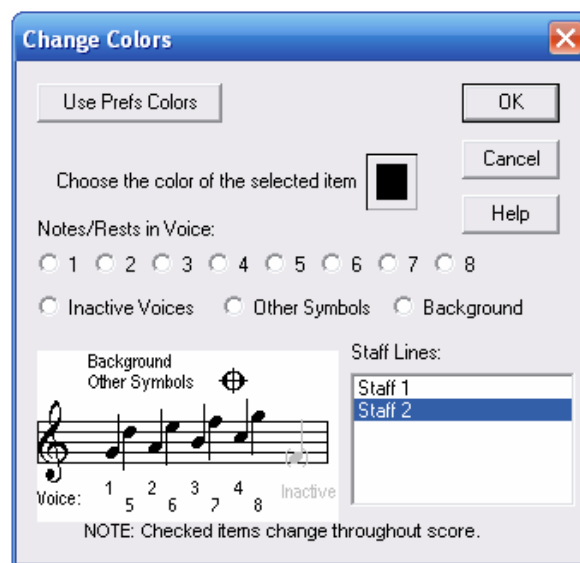 Change Colors
Use Prefs Colors
OK
Choose the color of the selected item
Cancel
Help
Notes/Rests in Voice:
1 2 3 4 5 6 7 8
Inactive Voices Other Symbols Background
Staff Lines:
Background
Other Symbols
Staff 1
Staff 2
Voice: 1 2 3 4 Inactive
5 6 7 8
NOTE: Checked items change throughout score.